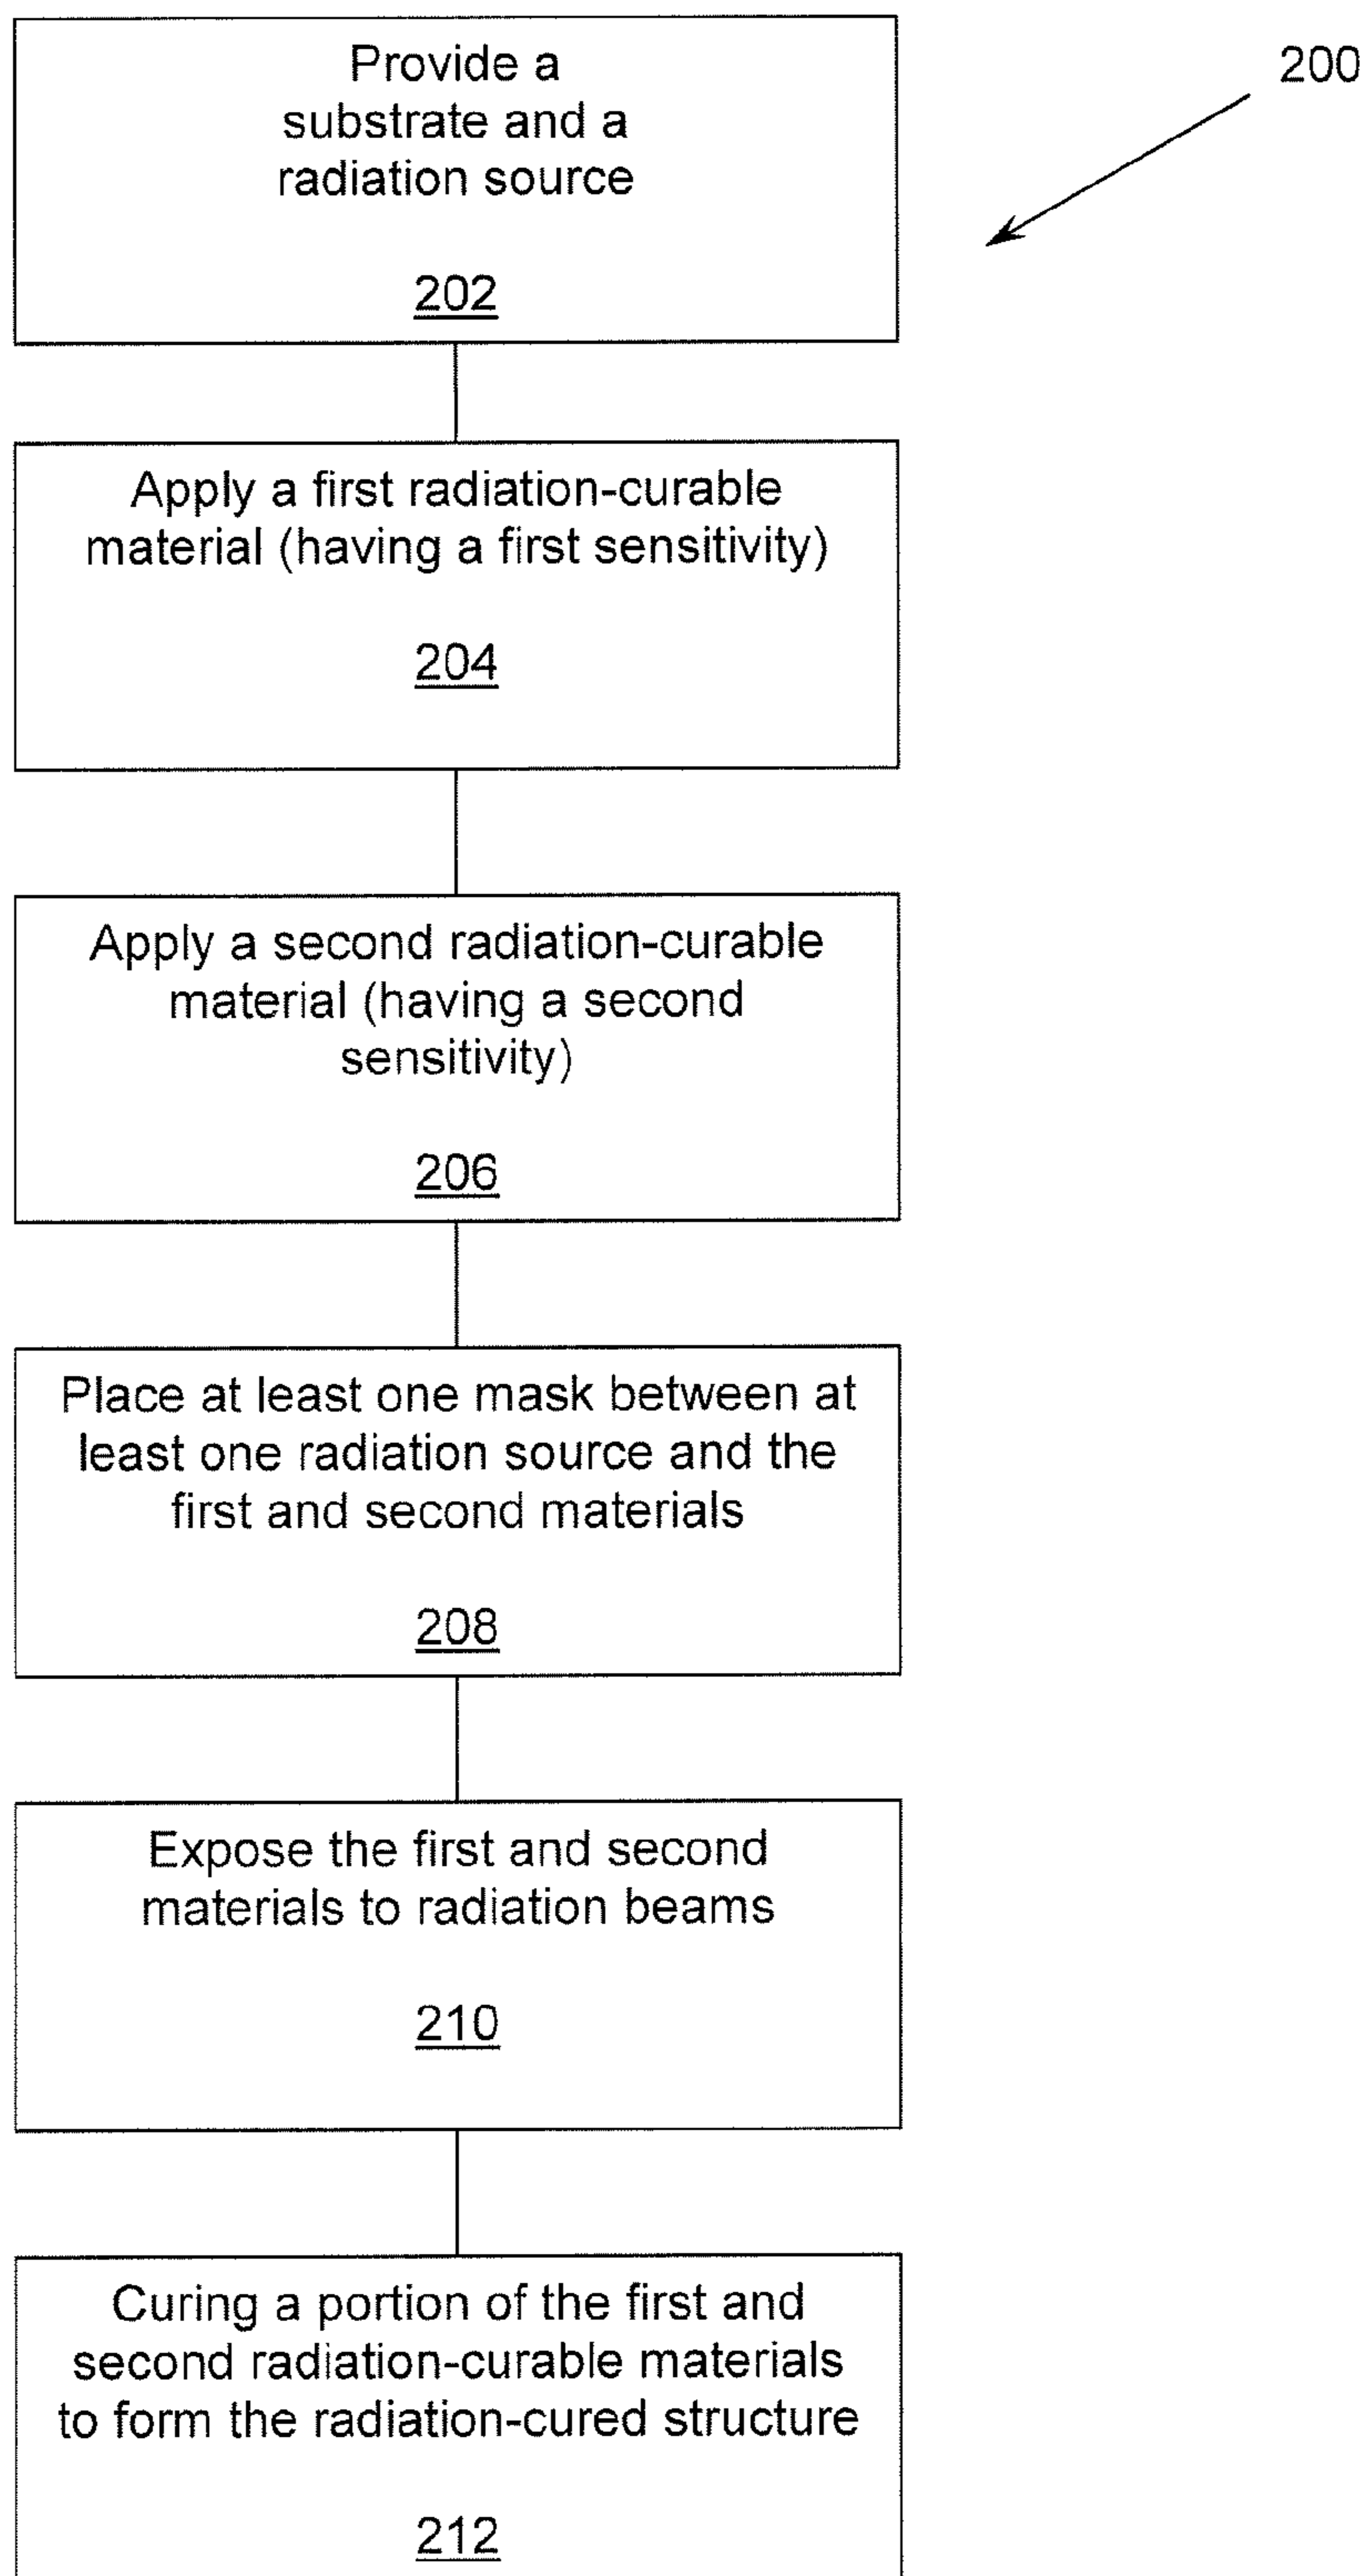 Provide a
substrate and a
radiation source
202
200
Apply a first radiation-curable
material (having a first sensitivity)
204
Apply a second radiation-curable
material (having a second
sensitivity)
206
Place at least one mask between at
least one radiation source and the
first and second materials
208
Expose the first and second
materials to radiation beams
210
Curing a portion of the first and
second radiation-curable materials
to form the radiation-cured structure
212